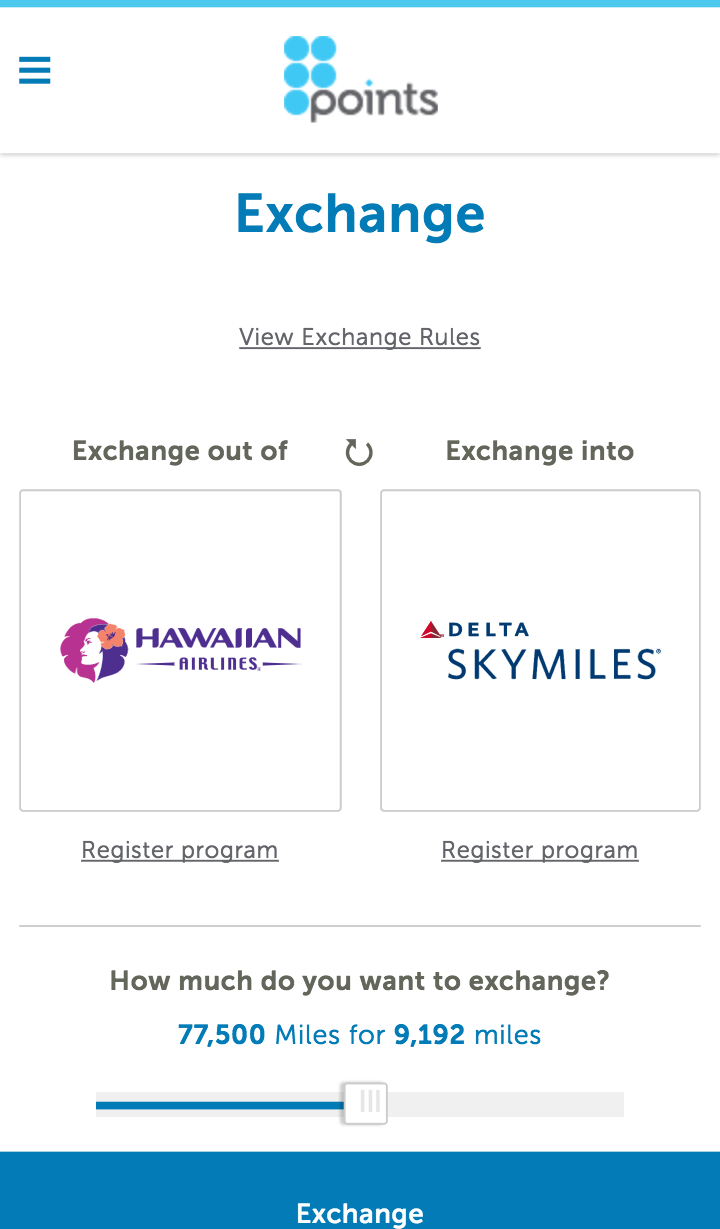 points
Exchange
View Exchange Rules
Exchange out of
Exchange into
HAWAIIAN
AIRLINES.
DELTA
SKYMILES®
Register program
Register program
How much do you want to exchange?
77,500 Miles for 9,192 miles
Exchange